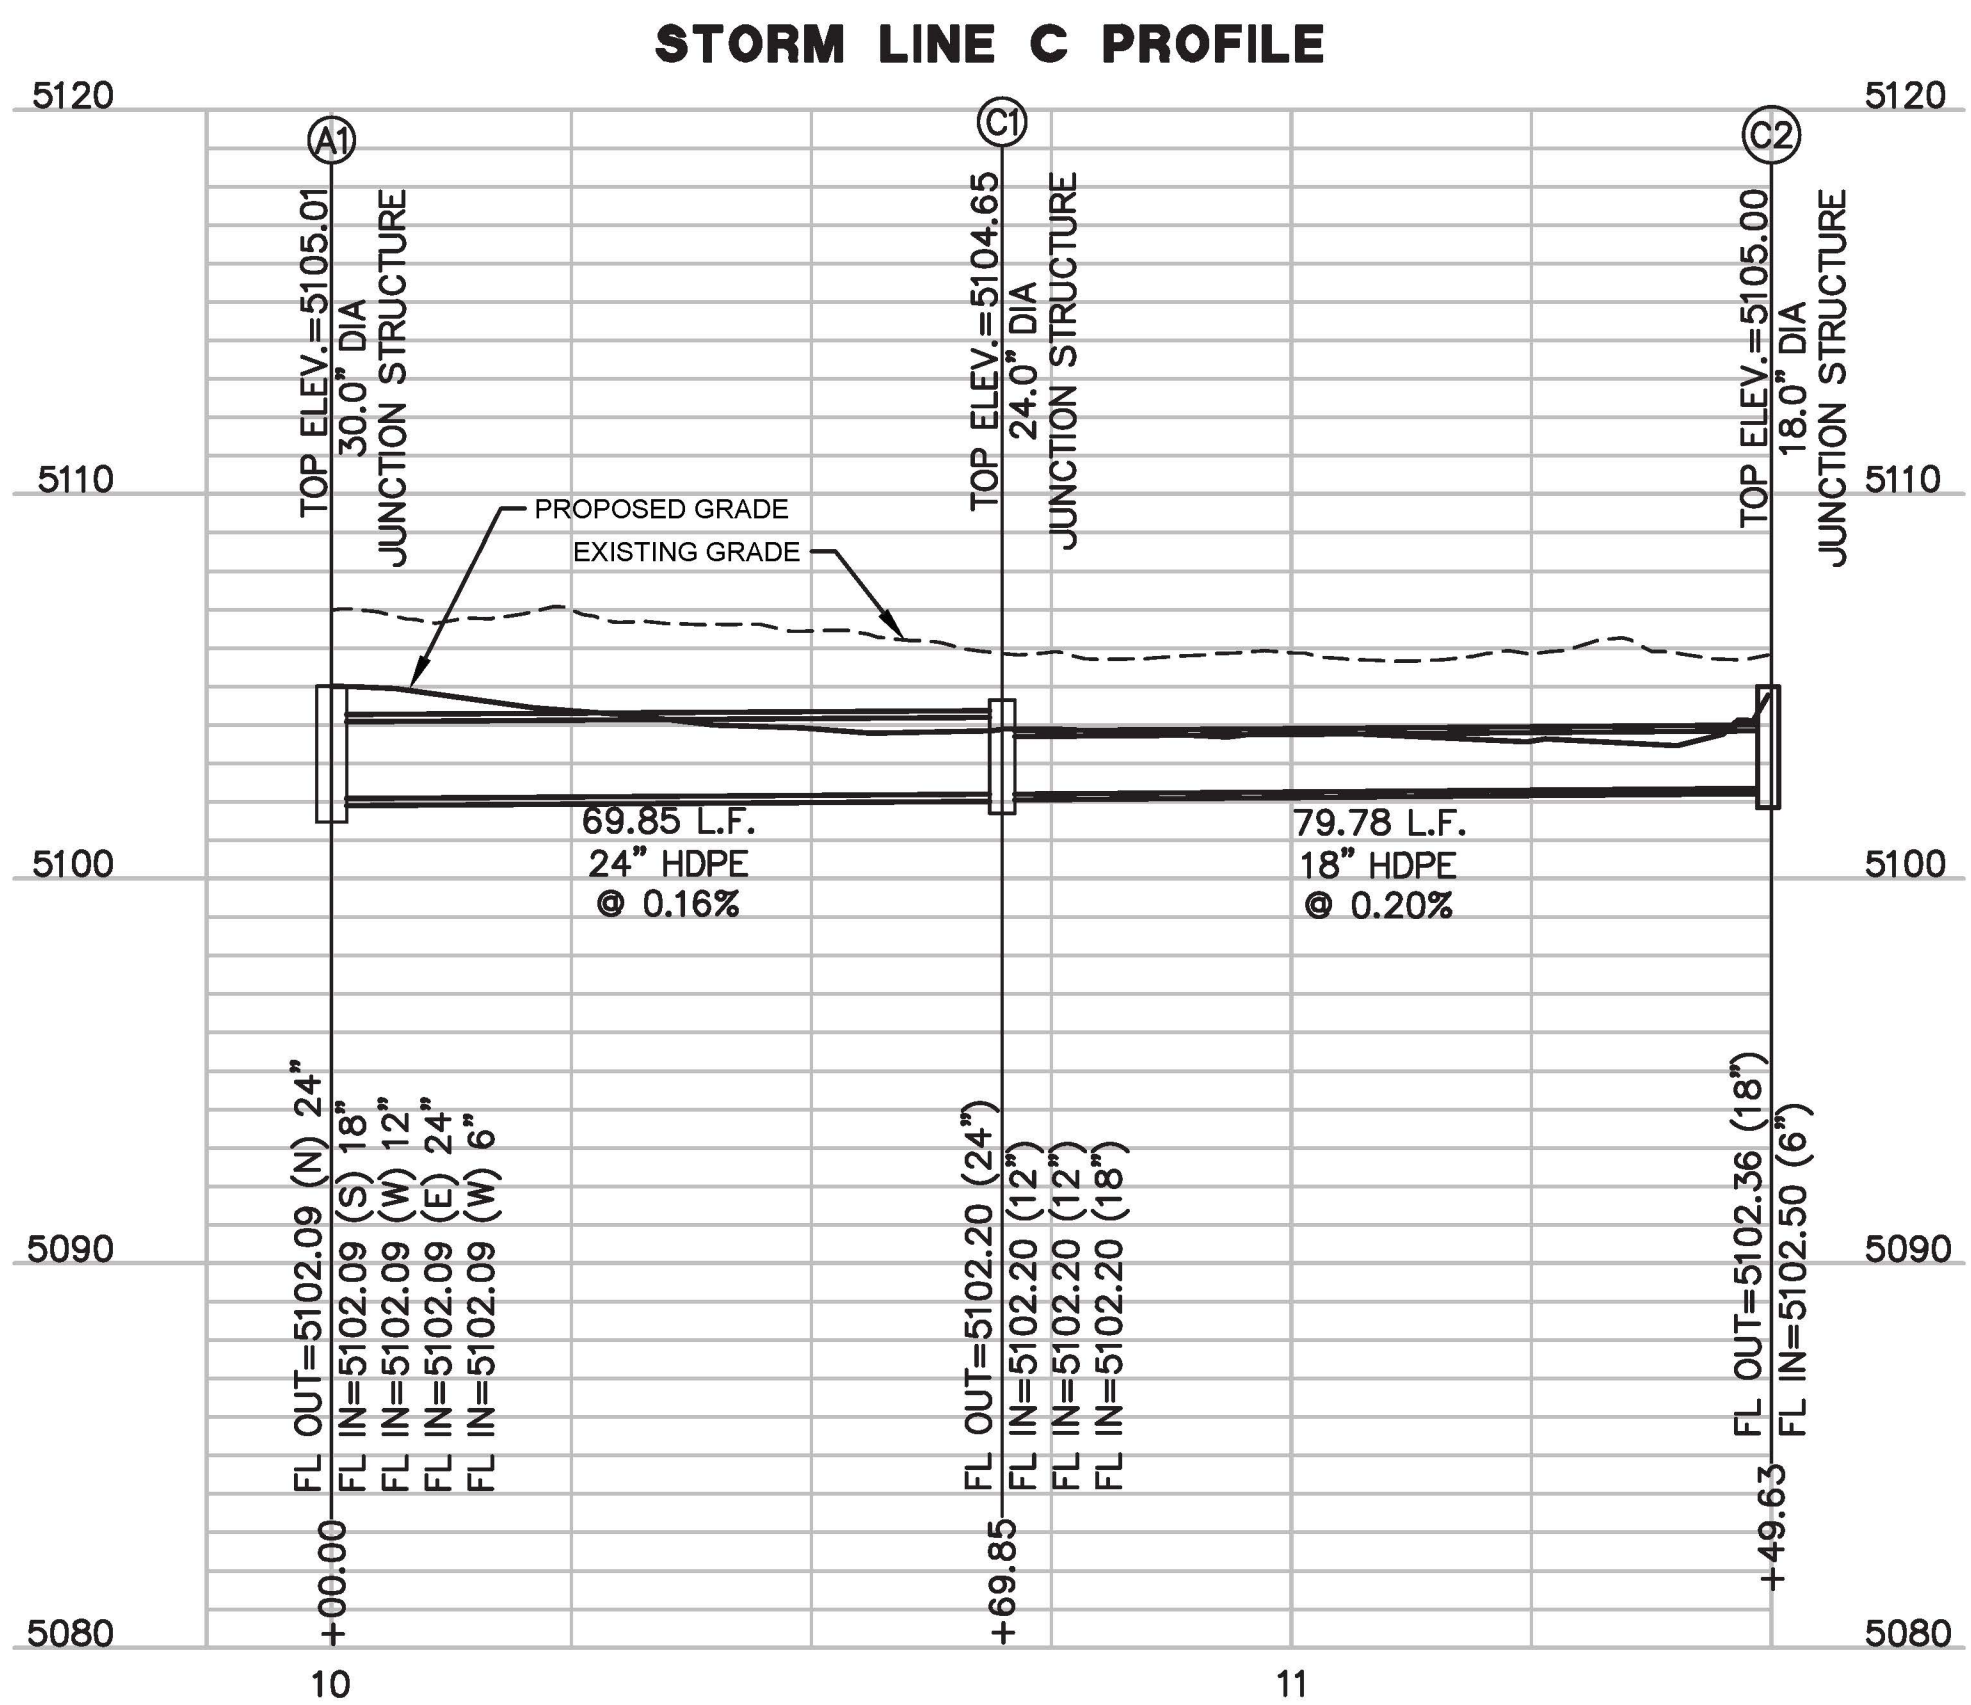 STORM LINE C PROFILE
5120
5120
A1
C1
C2
TOP ELEV.=5105.01
30.0" DIA
JUNCTION STRUCTURE
TOP ELEV.=5104.65
24.0" DIA
JUNCTION STRUCTURE
TOP ELEV.=5105.00
18.0" DIA
JUNCTION STRUCTURE
5110
5110
PROPOSED GRADE
EXISTING GRADE
69.85 L.F.
24" HDPE
@ 0.16%
79.78 L.F.
18" HDPE
@ 0.20%
5100
5100
FL OUT=5102.09 (N) 24"
FL IN=5102.09 (S) 18"
FL IN=5102.09 (W) 12"
FL IN=5102.09 (E) 24"
FL IN=5102.09 (W) 6"
FL OUT=5102.20 (24")
FL IN=5102.20 (12")
FL IN=5102.20 (12")
FL IN=5102.20 (18")
FL OUT=5102.36 (18")
FL IN=5102.50 (6")
5090
5090
+00.00
+69.85
+49.63
5080
5080
10
11